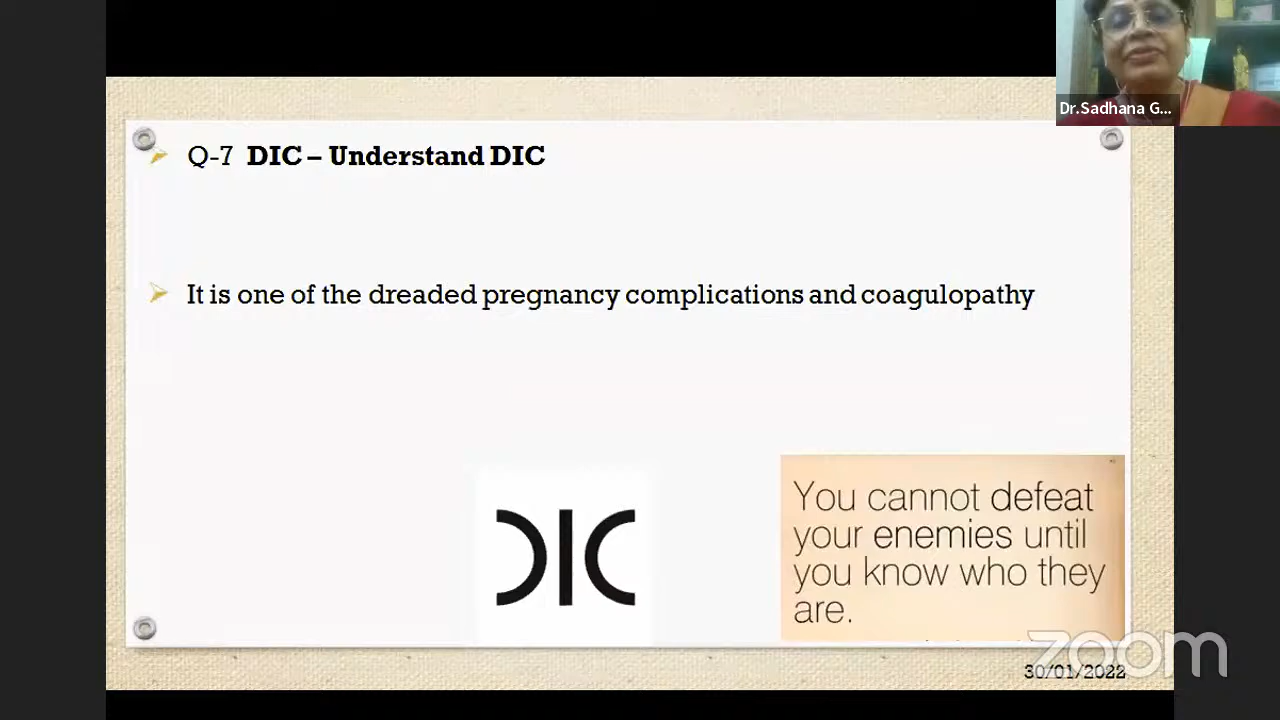 Dr.Sadhana G...
Q-7 DIC – Understand DIC
It is one of the dreaded pregnancy complications and coagulopathy
DIC
You cannot defeat
your enemies until
you know who they
are.
zoom
30/01/2022